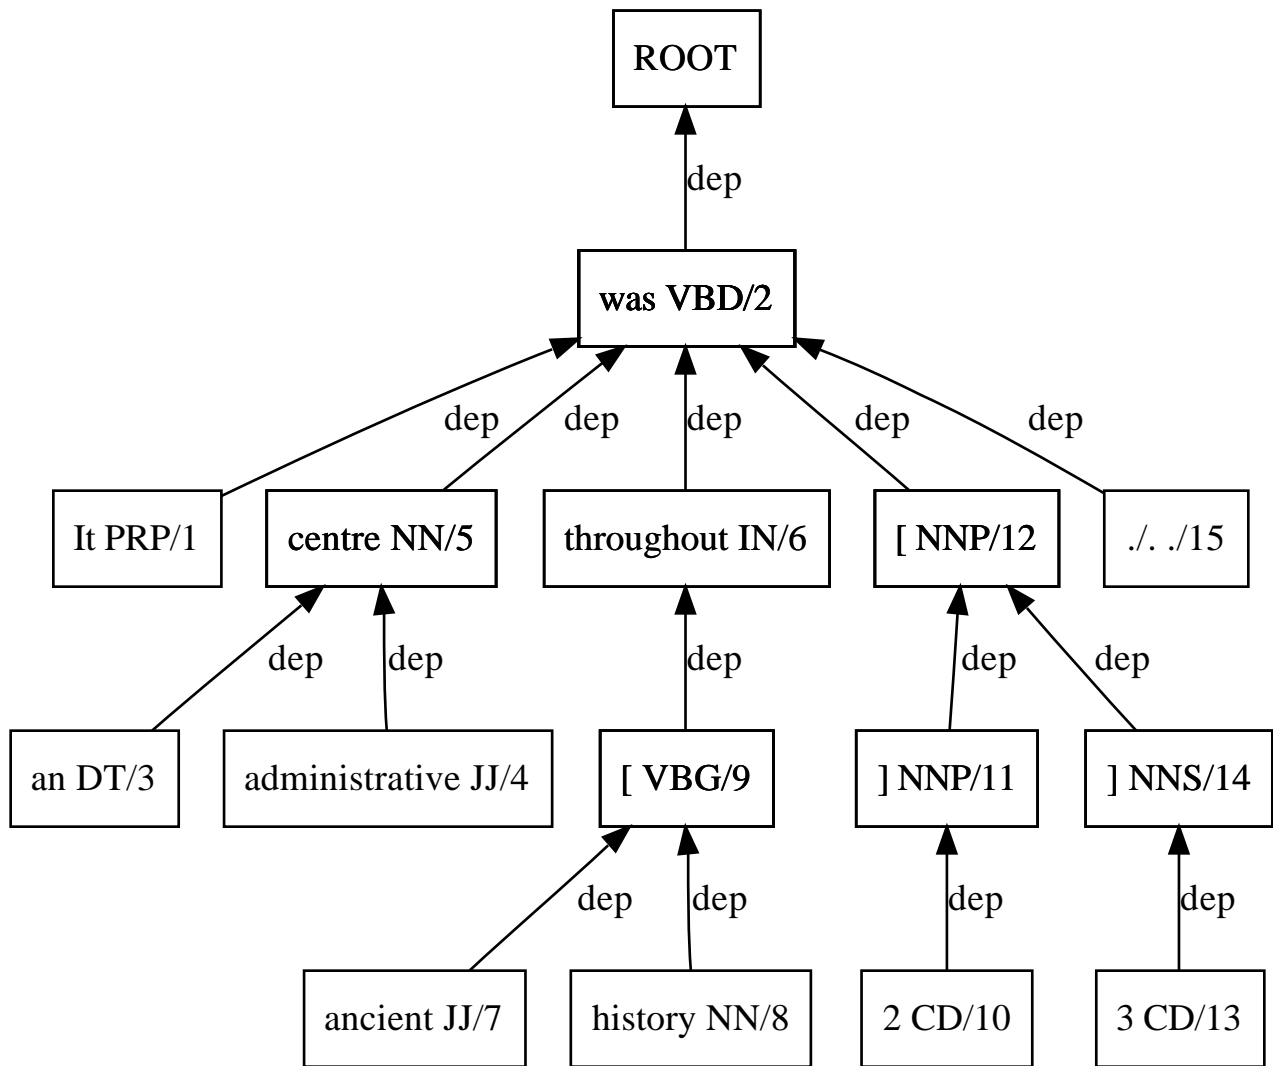 ROOT
dep
was VBD/2
dep dep dep dep dep
It PRP/1 centre NN/5 throughout IN/6 [ NNP/12 ./. ./15
dep dep dep dep dep
an DT/3 administrative JJ/4 [ VBG/9 ] NNP/11 ] NNS/14
dep dep dep dep
ancient JJ/7 history NN/8 2 CD/10 3 CD/13